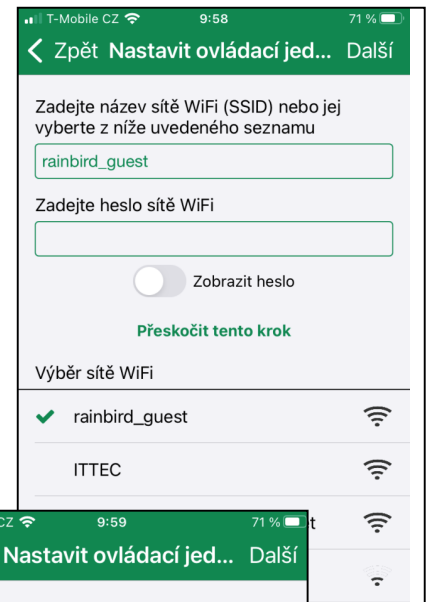 T-Mobile CZ 9:58 71 %
Zpět Nastavit ovládací jed... Další
Zadejte název sítě WiFi (SSID) nebo jej
vyberte z níže uvedeného seznamu
rainbird_guest
Zadejte heslo sítě WiFi
Zobrazit heslo
Přeskočit tento krok
Výběr sítě WiFi
rainbird_guest
ITTEC
CZ 9:59 71 %
Nastavit ovládací jed... Další